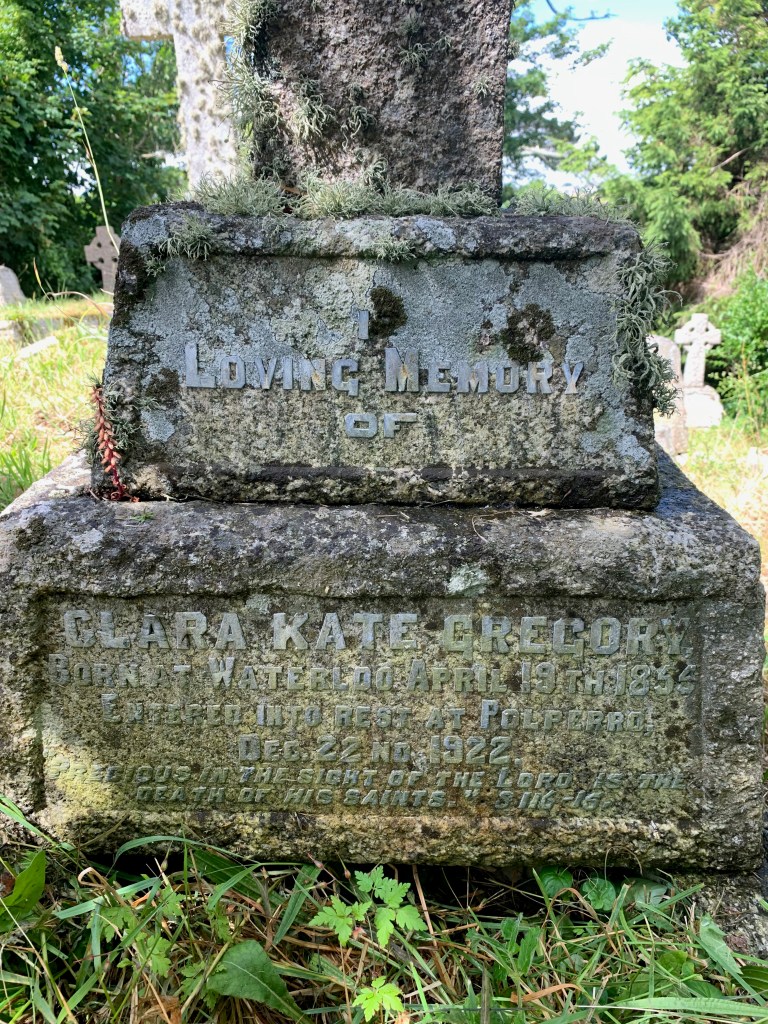 I
LOVING MEMORY
OF
CLARA KATE GREGORY.
BORN AT WATERLOO APRIL 19TH
ENTERED INTO REST AT POLPERRO,
DEC. 22ND. 1922.
"PRECIOUS IN THE SIGHT OF THE LORD IS THE
DEATH OF HIS SAINTS."